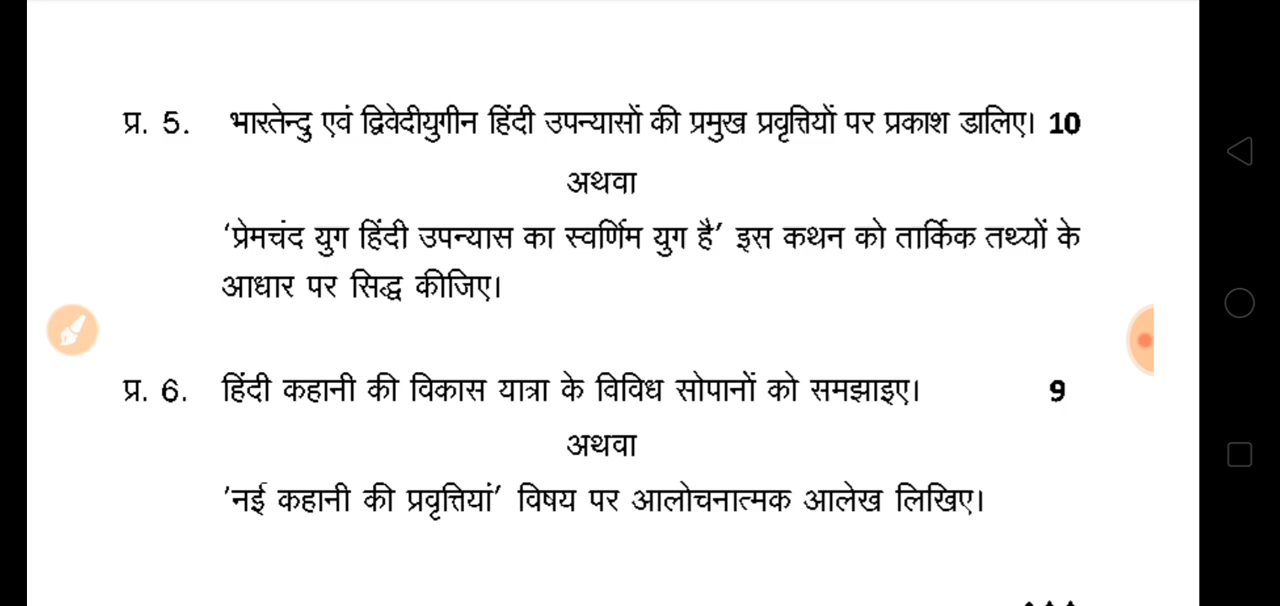 प्र. 5. भारतेन्दु एवं द्विवेदीयुगीन हिंदी उपन्यासों की प्रमुख प्रवृत्तियों पर प्रकाश डालिए। 10
अथवा
'प्रेमचंद युग हिंदी उपन्यास का स्वर्णिम युग है' इस कथन को तार्किक तथ्यों के
आधार पर सिद्ध कीजिए।
प्र. 6. हिंदी कहानी की विकास यात्रा के विविध सोपानों को समझाइए। 9
अथवा
'नई कहानी की प्रवृत्तियां' विषय पर आलोचनात्मक आलेख लिखिए।